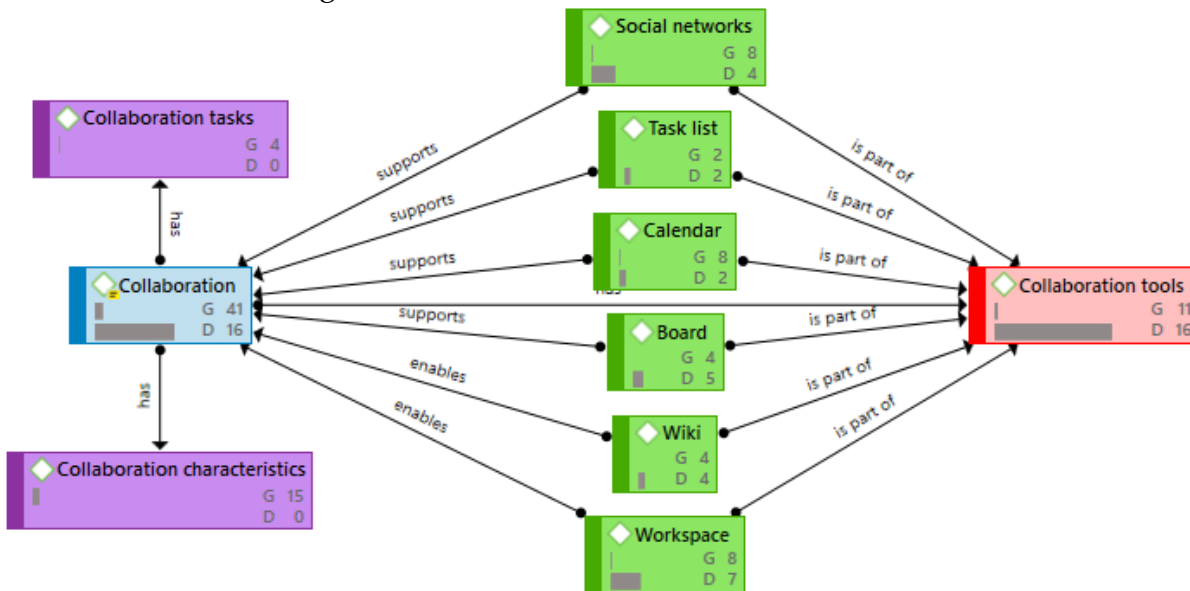 Social networks
G 8
D 4
Collaboration tasks
G 4
D 0
Task list
G 2
D 2
supports
is part of
has
supports
is part of
Calendar
G 8
D 2
supports
is part of
Collaboration
G 41
D 16
has
Collaboration tools
G 11
D 16
supports
is part of
Board
G 4
D 5
has
enables
is part of
enables
is part of
Wiki
G 4
D 4
Collaboration characteristics
G 15
D 0
Workspace
G 8
D 7